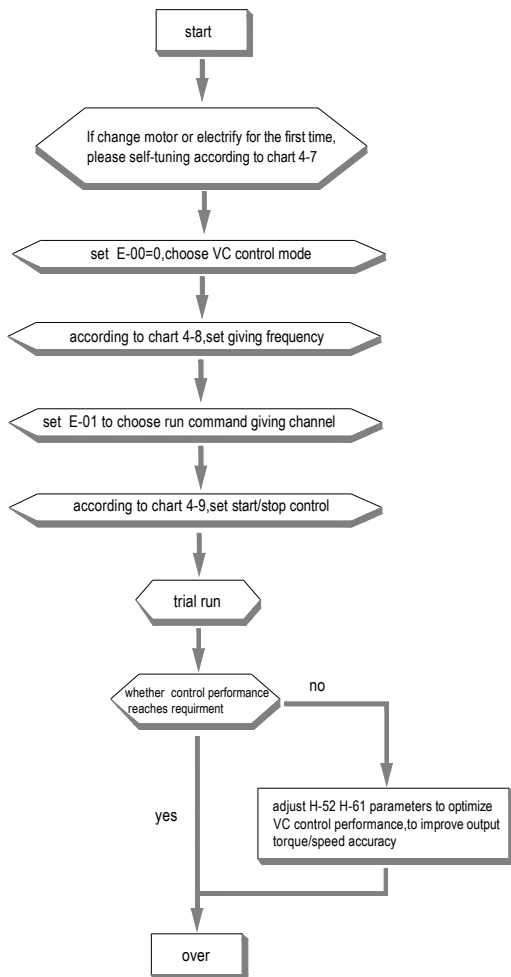 start
If change motor or electrify for the first time,
please self-tuning according to chart 4-7
set E-00=0,choose VC control mode
according to chart 4-8,set giving frequency
set E-01 to choose run command giving channel
according to chart 4-9,set start/stop control
trial run
whether control performance
reaches requirment
no
yes
adjust H-52 H-61 parameters to optimize
VC control performance,to improve output
torque/speed accuracy
over